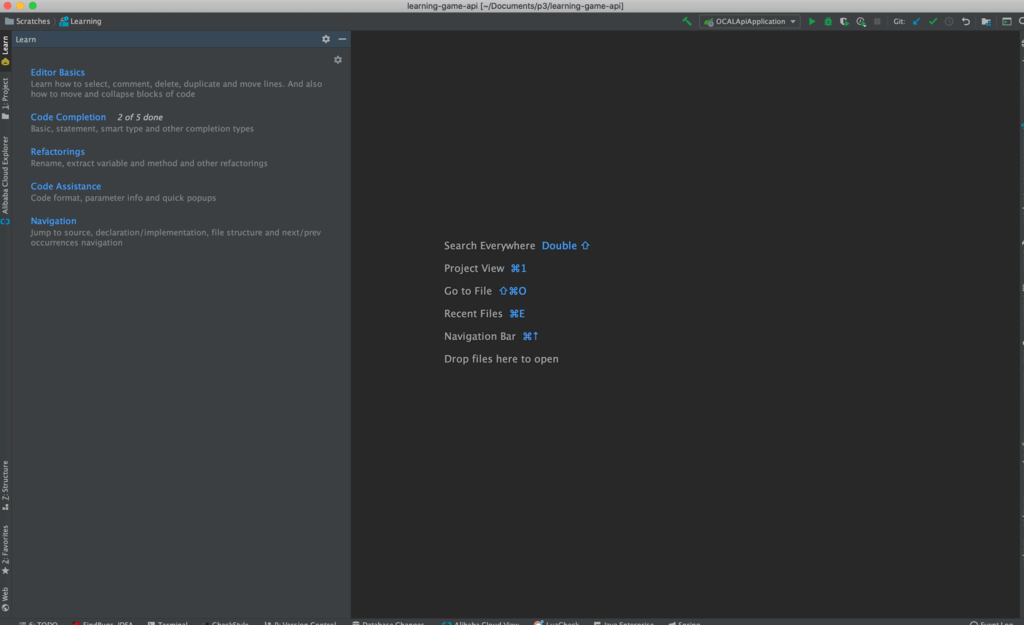 learning-game-api [~/Documents/p3/learning-game-api]
Scratches
Learning
OCALApiApplication
Git:
Learn
Learn
1: Project
Alibaba Cloud Explorer
Z: Structure
2: Favorites
Web
Editor Basics
Learn how to select, comment, delete, duplicate and move lines. And also
how to move and collapse blocks of code
Code Completion 2 of 5 done
Basic, statement, smart type and other completion types
Refactorings
Rename, extract variable and method and other refactorings
Code Assistance
Code format, parameter info and quick popups
Navigation
Jump to source, declaration/implementation, file structure and next/prev
occurrences navigation
Search Everywhere Double ⇧
Project View ⌘1
Go to File ⇧⌘O
Recent Files ⌘E
Navigation Bar ⌘↑
Drop files here to open
6: TODO
FindBugs-IDEA
Terminal
CheckStyle
9: Version Control
Database Changes
Alibaba Cloud View
LuaCheck
Java Enterprise
Spring
Event Log